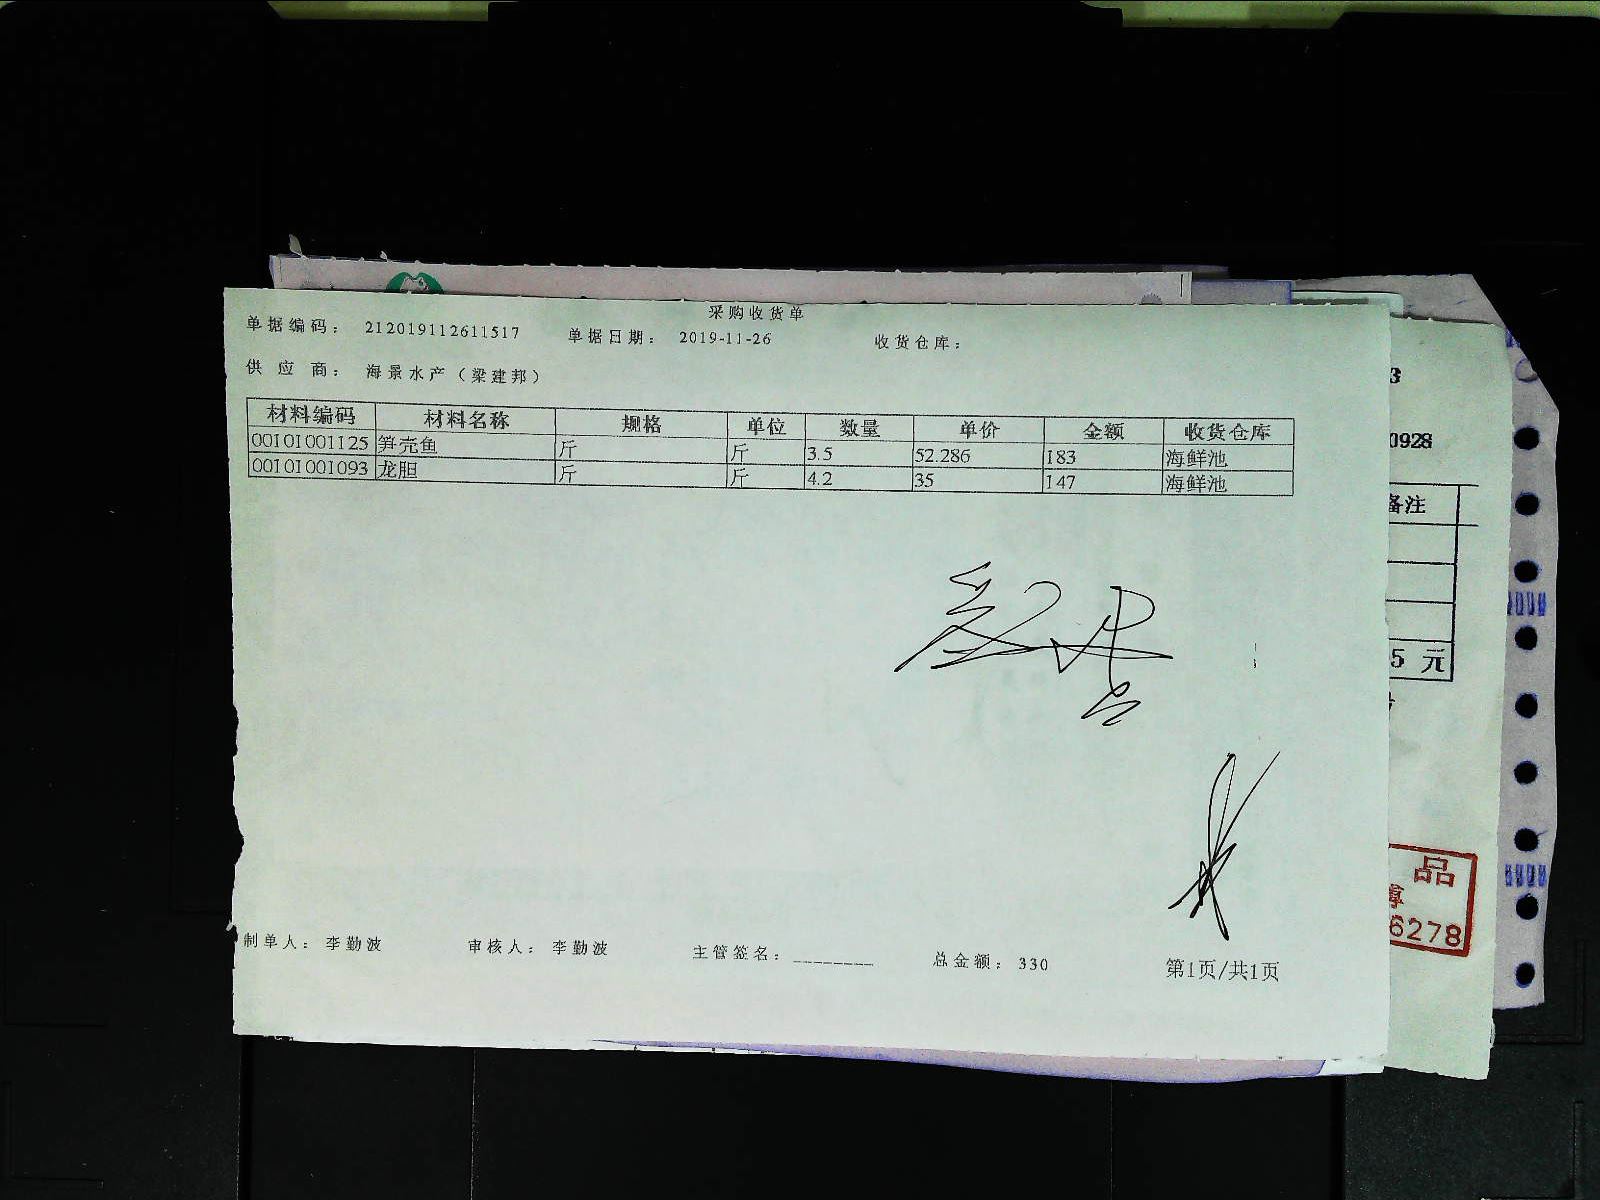 采购收货单
单据编码： 212019112611517 单据日期： 2019-11-26 收货仓库：
供 应 商： 海景水产（梁建邦）
材料编码 材料名称 规格 单位 数量 单价 金额 收货仓库
00101001125 笋壳鱼 斤 斤 3.5 52.286 183 海鲜池
00101001093 龙胆 斤 斤 4.2 35 147 海鲜池
制单人： 李勤波 审核人： 李勤波 主管签名：________ 总金额： 330 第1页/共1页
3
0928
备注
5 元
品
6278